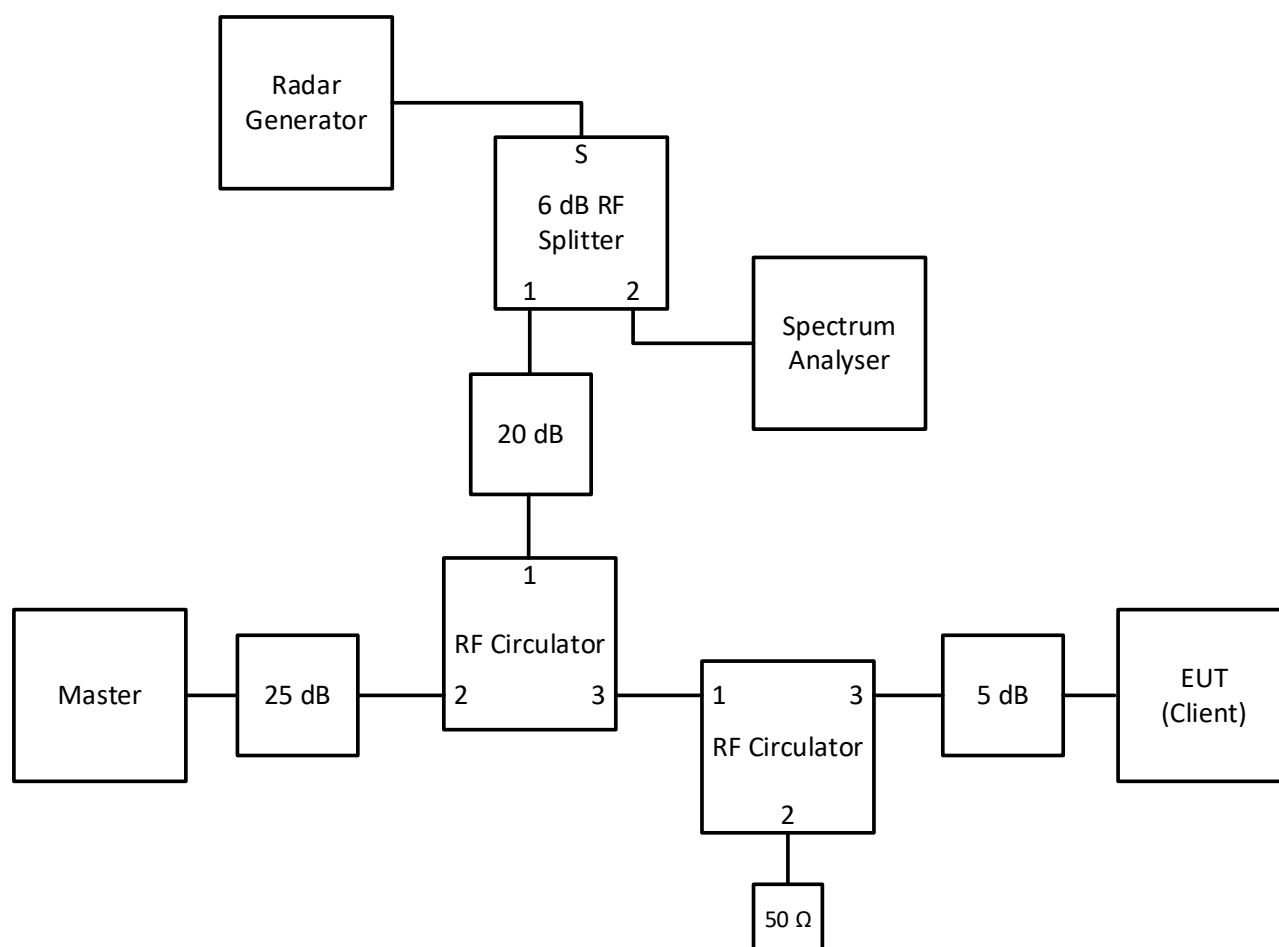 Radar
Generator
S
6 dB RF
Splitter
1
2
Spectrum
Analyser
20 dB
1
RF Circulator
2
3
Master
25 dB
1
3
RF Circulator
2
5 dB
EUT
(Client)
50 Ω